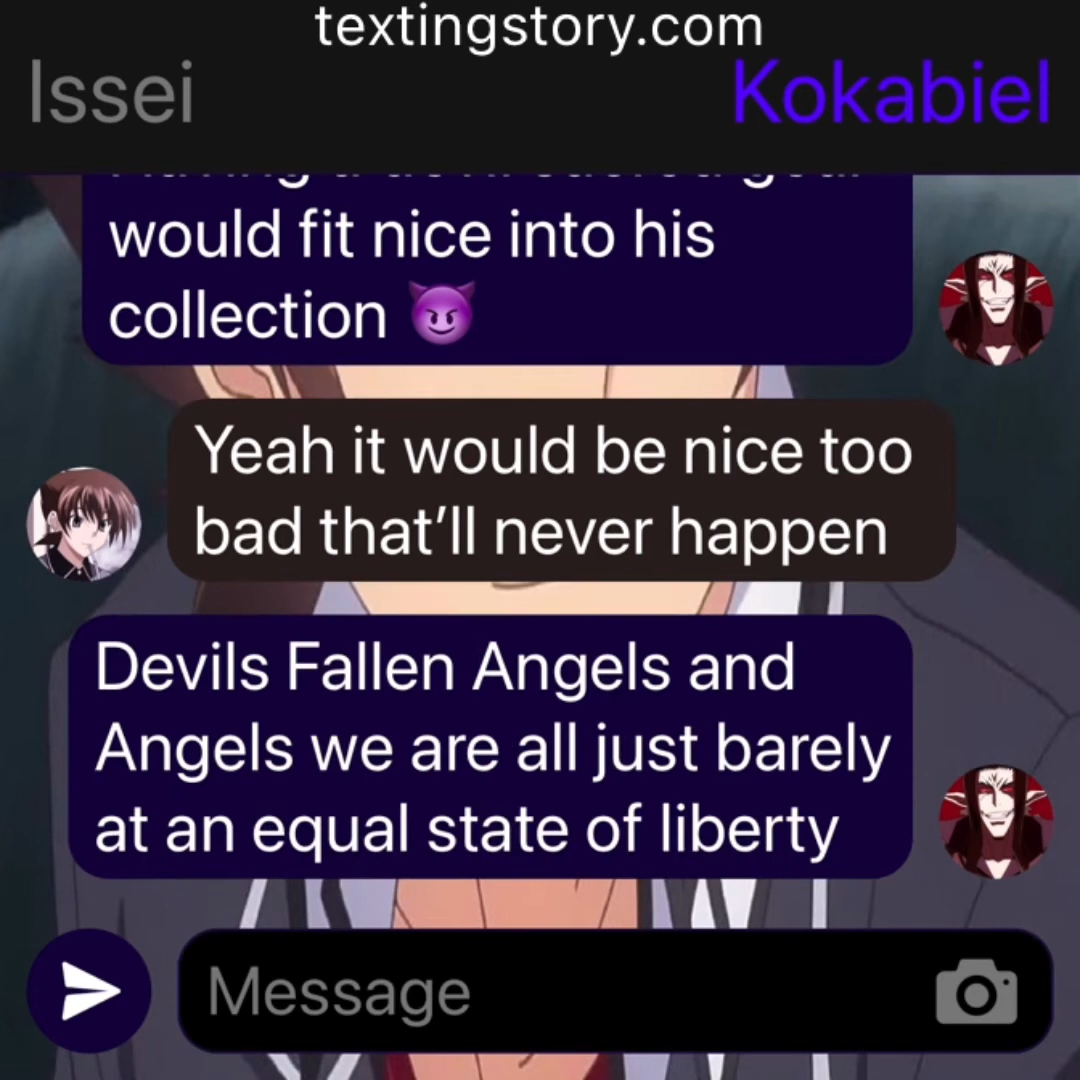 textingstory.com
Issei
Kokabiel
would fit nice into his
collection 😈
Yeah it would be nice too
bad that’ll never happen
Devils Fallen Angels and
Angels we are all just barely
at an equal state of liberty
Message